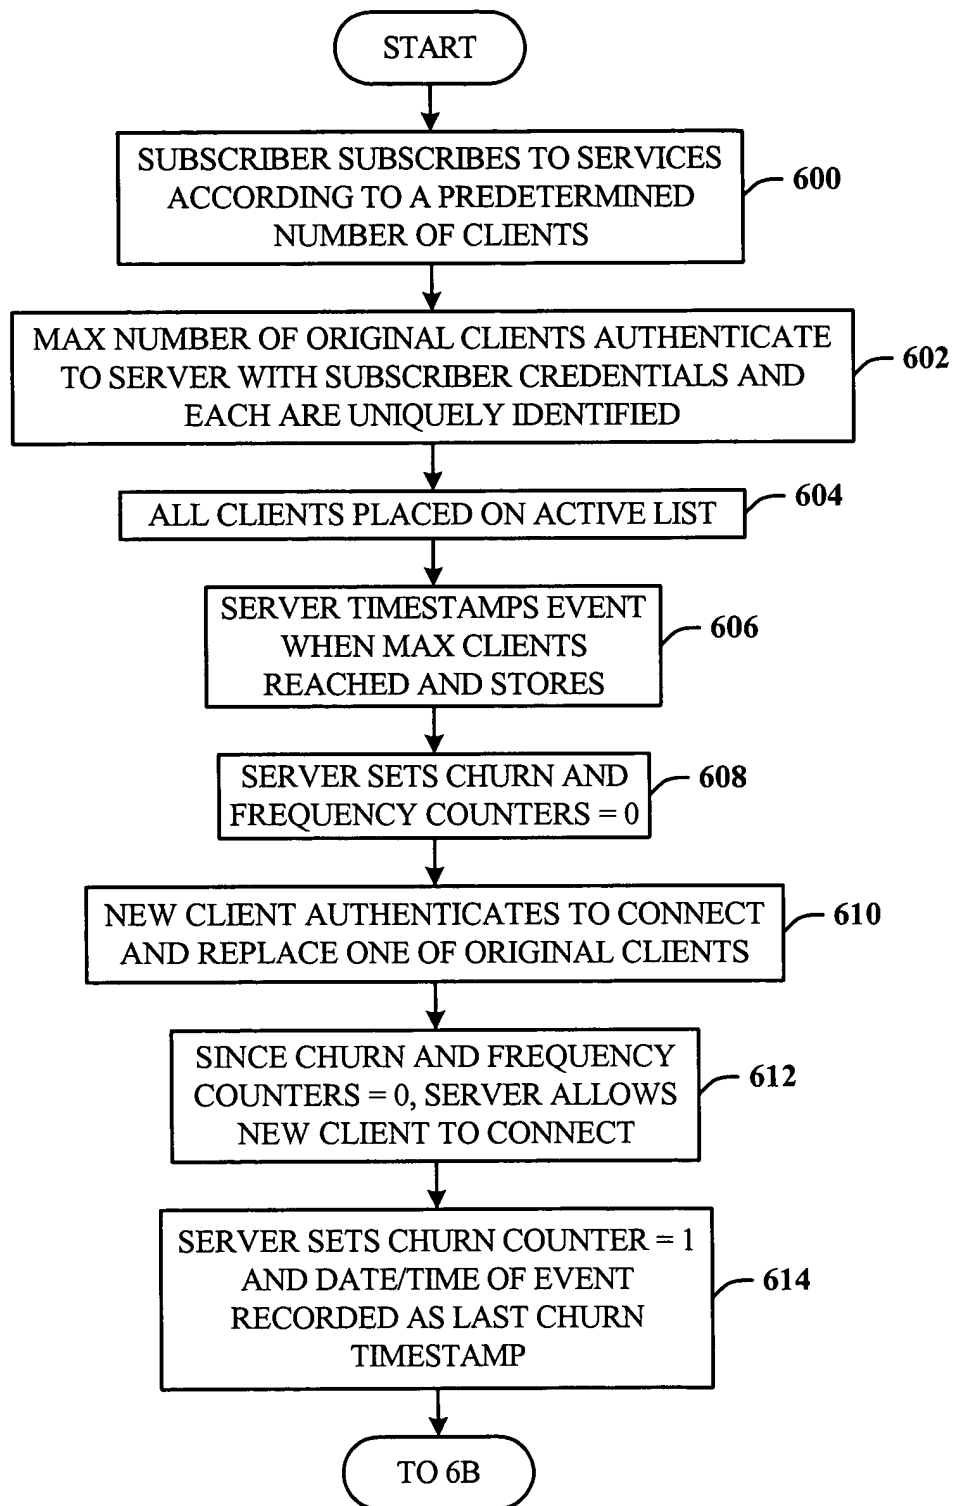 START
SUBSCRIBER SUBSCRIBES TO SERVICES
ACCORDING TO A PREDETERMINED
NUMBER OF CLIENTS
600
MAX NUMBER OF ORIGINAL CLIENTS AUTHENTICATE
TO SERVER WITH SUBSCRIBER CREDENTIALS AND
EACH ARE UNIQUELY IDENTIFIED
602
ALL CLIENTS PLACED ON ACTIVE LIST
604
SERVER TIMESTAMPS EVENT
WHEN MAX CLIENTS
REACHED AND STORES
606
SERVER SETS CHURN AND
FREQUENCY COUNTERS = 0
608
NEW CLIENT AUTHENTICATES TO CONNECT
AND REPLACE ONE OF ORIGINAL CLIENTS
610
SINCE CHURN AND FREQUENCY
COUNTERS = 0, SERVER ALLOWS
NEW CLIENT TO CONNECT
612
SERVER SETS CHURN COUNTER = 1
AND DATE/TIME OF EVENT
RECORDED AS LAST CHURN
TIMESTAMP
614
TO 6B